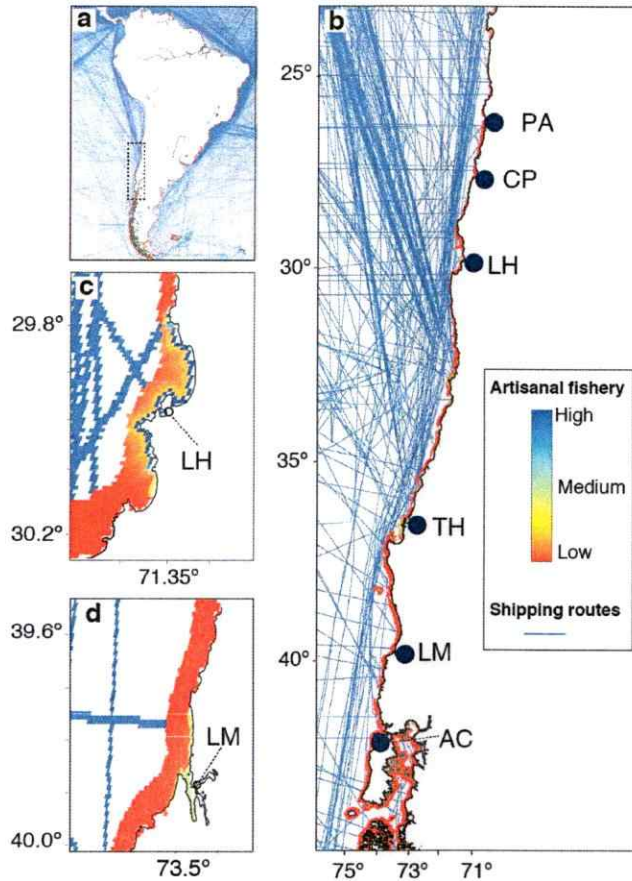 a
b
25°
PA
CP
30°
LH
c
29.8°
LH
30.2°
71.35°
Artisanal fishery
High
Medium
Low
Shipping routes
35°
TH
d
39.6°
LM
40.0°
73.5°
40°
LM
AC
75°
73°
71°